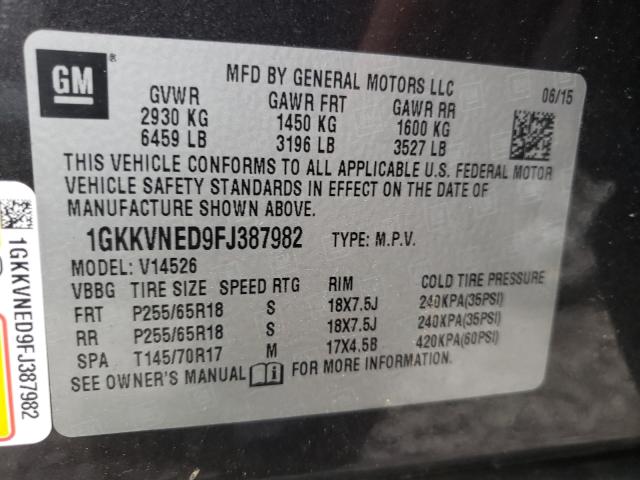 GM ®
MFD BY GENERAL MOTORS LLC
06/15
GVWR GAWR FRT GAWR RR
2930 KG 1450 KG 1600 KG
6459 LB 3196 LB 3527 LB
THIS VEHICLE CONFORMS TO ALL APPLICABLE U.S. FEDERAL MOTOR
VEHICLE SAFETY STANDARDS IN EFFECT ON THE DATE OF
MANUFACTURE SHOWN ABOVE.
1GKKVNED9FJ387982 TYPE: M.P.V.
MODEL: V14526
VBBG TIRE SIZE SPEED RTG RIM COLD TIRE PRESSURE
FRT P255/65R18 S 18X7.5J 240KPA(35PSI)
RR P255/65R18 S 18X7.5J 240KPA(35PSI)
SPA T145/70R17 M 17X4.5B 420KPA(60PSI)
SEE OWNER'S MANUAL i FOR MORE INFORMATION.
1GKKVNED9FJ387982